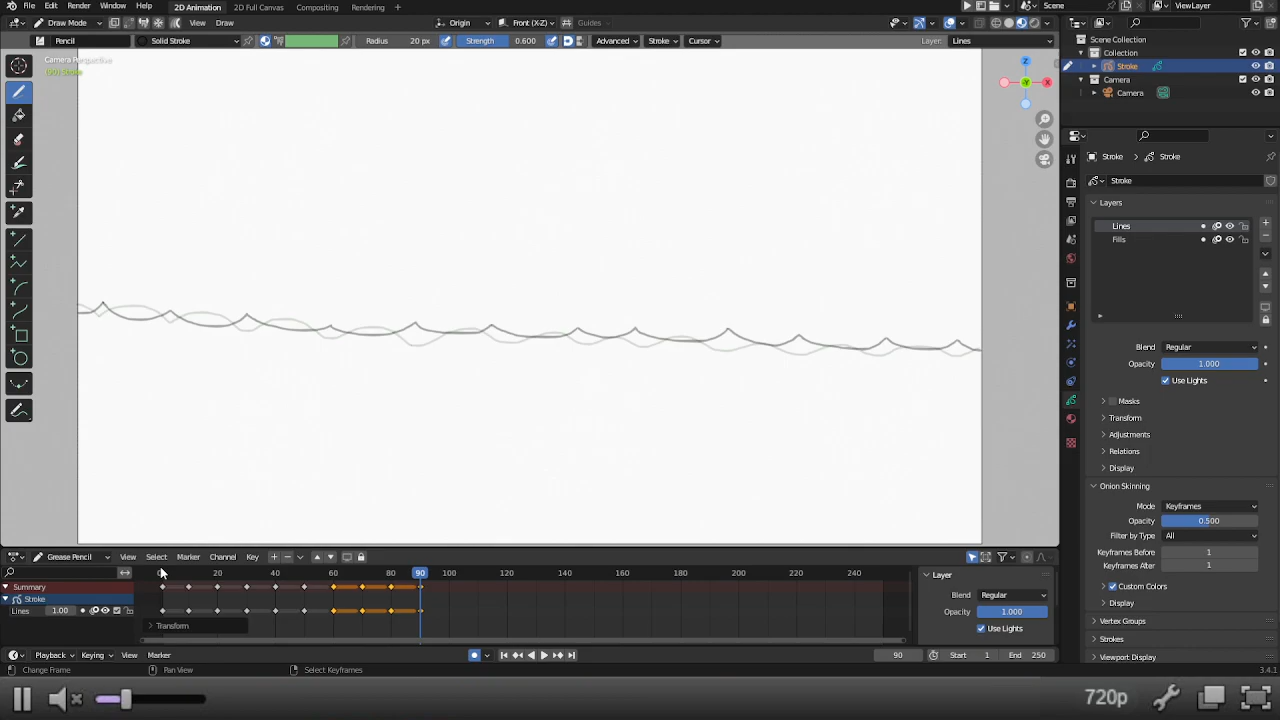 File Edit Render Window Help 2D Animation 2D Full Canvas Compositing Rendering + Scene ViewLayer
Draw Mode View Draw Origin Front (X-Z) Guides
Pencil Solid Stroke Radius 20 px Strength 0.600 Advanced Stroke Cursor Layer: Lines
Scene Collection
Collection
Stroke
Camera
Camera
Camera Perspective
Z
-Y
X
Stroke Stroke
Stroke
Layers
Lines
Fills
Blend Regular
Opacity 1.000
Use Lights
Masks
Transform
Adjustments
Relations
Display
Onion Skinning
Mode Keyframes
Opacity 0.500
Filter by Type All
Keyframes Before 1
Keyframes After 1
Custom Colors
Display
Vertex Groups
Strokes
Viewport Display
Grease Pencil View Select Marker Channel Key
20 40 60 80 90 100 120 140 160 180 200 220 240
Summary
Stroke
Lines 1.00
Transform
Layer
Blend Regular
Opacity 1.000
Use Lights
Playback Keying View Marker 90 Start 1 End 250
Change Frame Pan View Select Keyframes 3.4.1
720p